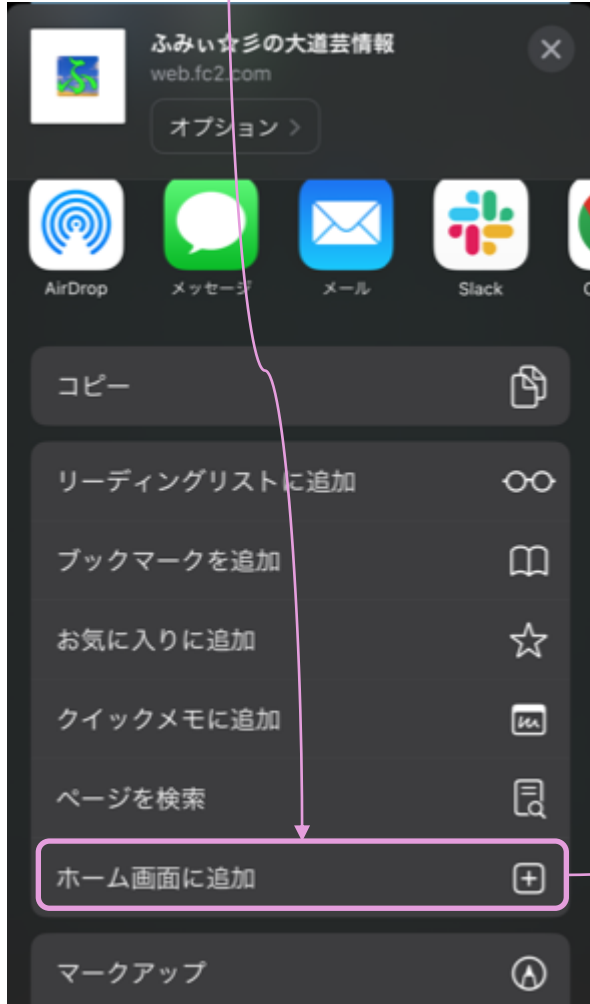 ふみぃ☆彡の大道芸情報
web.fc2.com
オプション
AirDrop
メッセージ
メール
Slack
コピー
リーディングリストに追加
ブックマークを追加
お気に入りに追加
クイックメモに追加
ページを検索
ホーム画面に追加
マークアップ